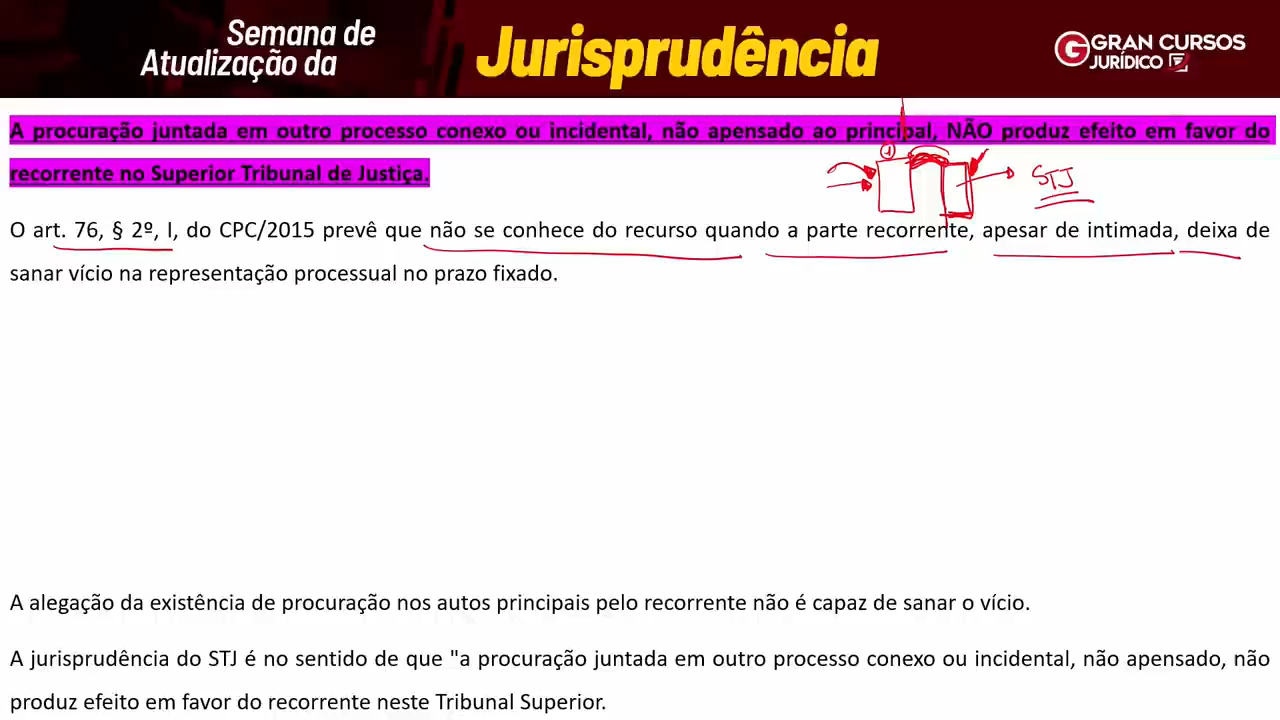 Semana de
Atualização da
Jurisprudência
GRAN CURSOS
JURÍDICO
A procuração juntada em outro processo conexo ou incidental, não apensado ao principal, NÃO produz efeito em favor do
recorrente no Superior Tribunal de Justiça.
1
STJ
O art. 76, § 2º, I, do CPC/2015 prevê que não se conhece do recurso quando a parte recorrente, apesar de intimada, deixa de
sanar vício na representação processual no prazo fixado.
A alegação da existência de procuração nos autos principais pelo recorrente não é capaz de sanar o vício.
A jurisprudência do STJ é no sentido de que "a procuração juntada em outro processo conexo ou incidental, não apensado, não
produz efeito em favor do recorrente neste Tribunal Superior.